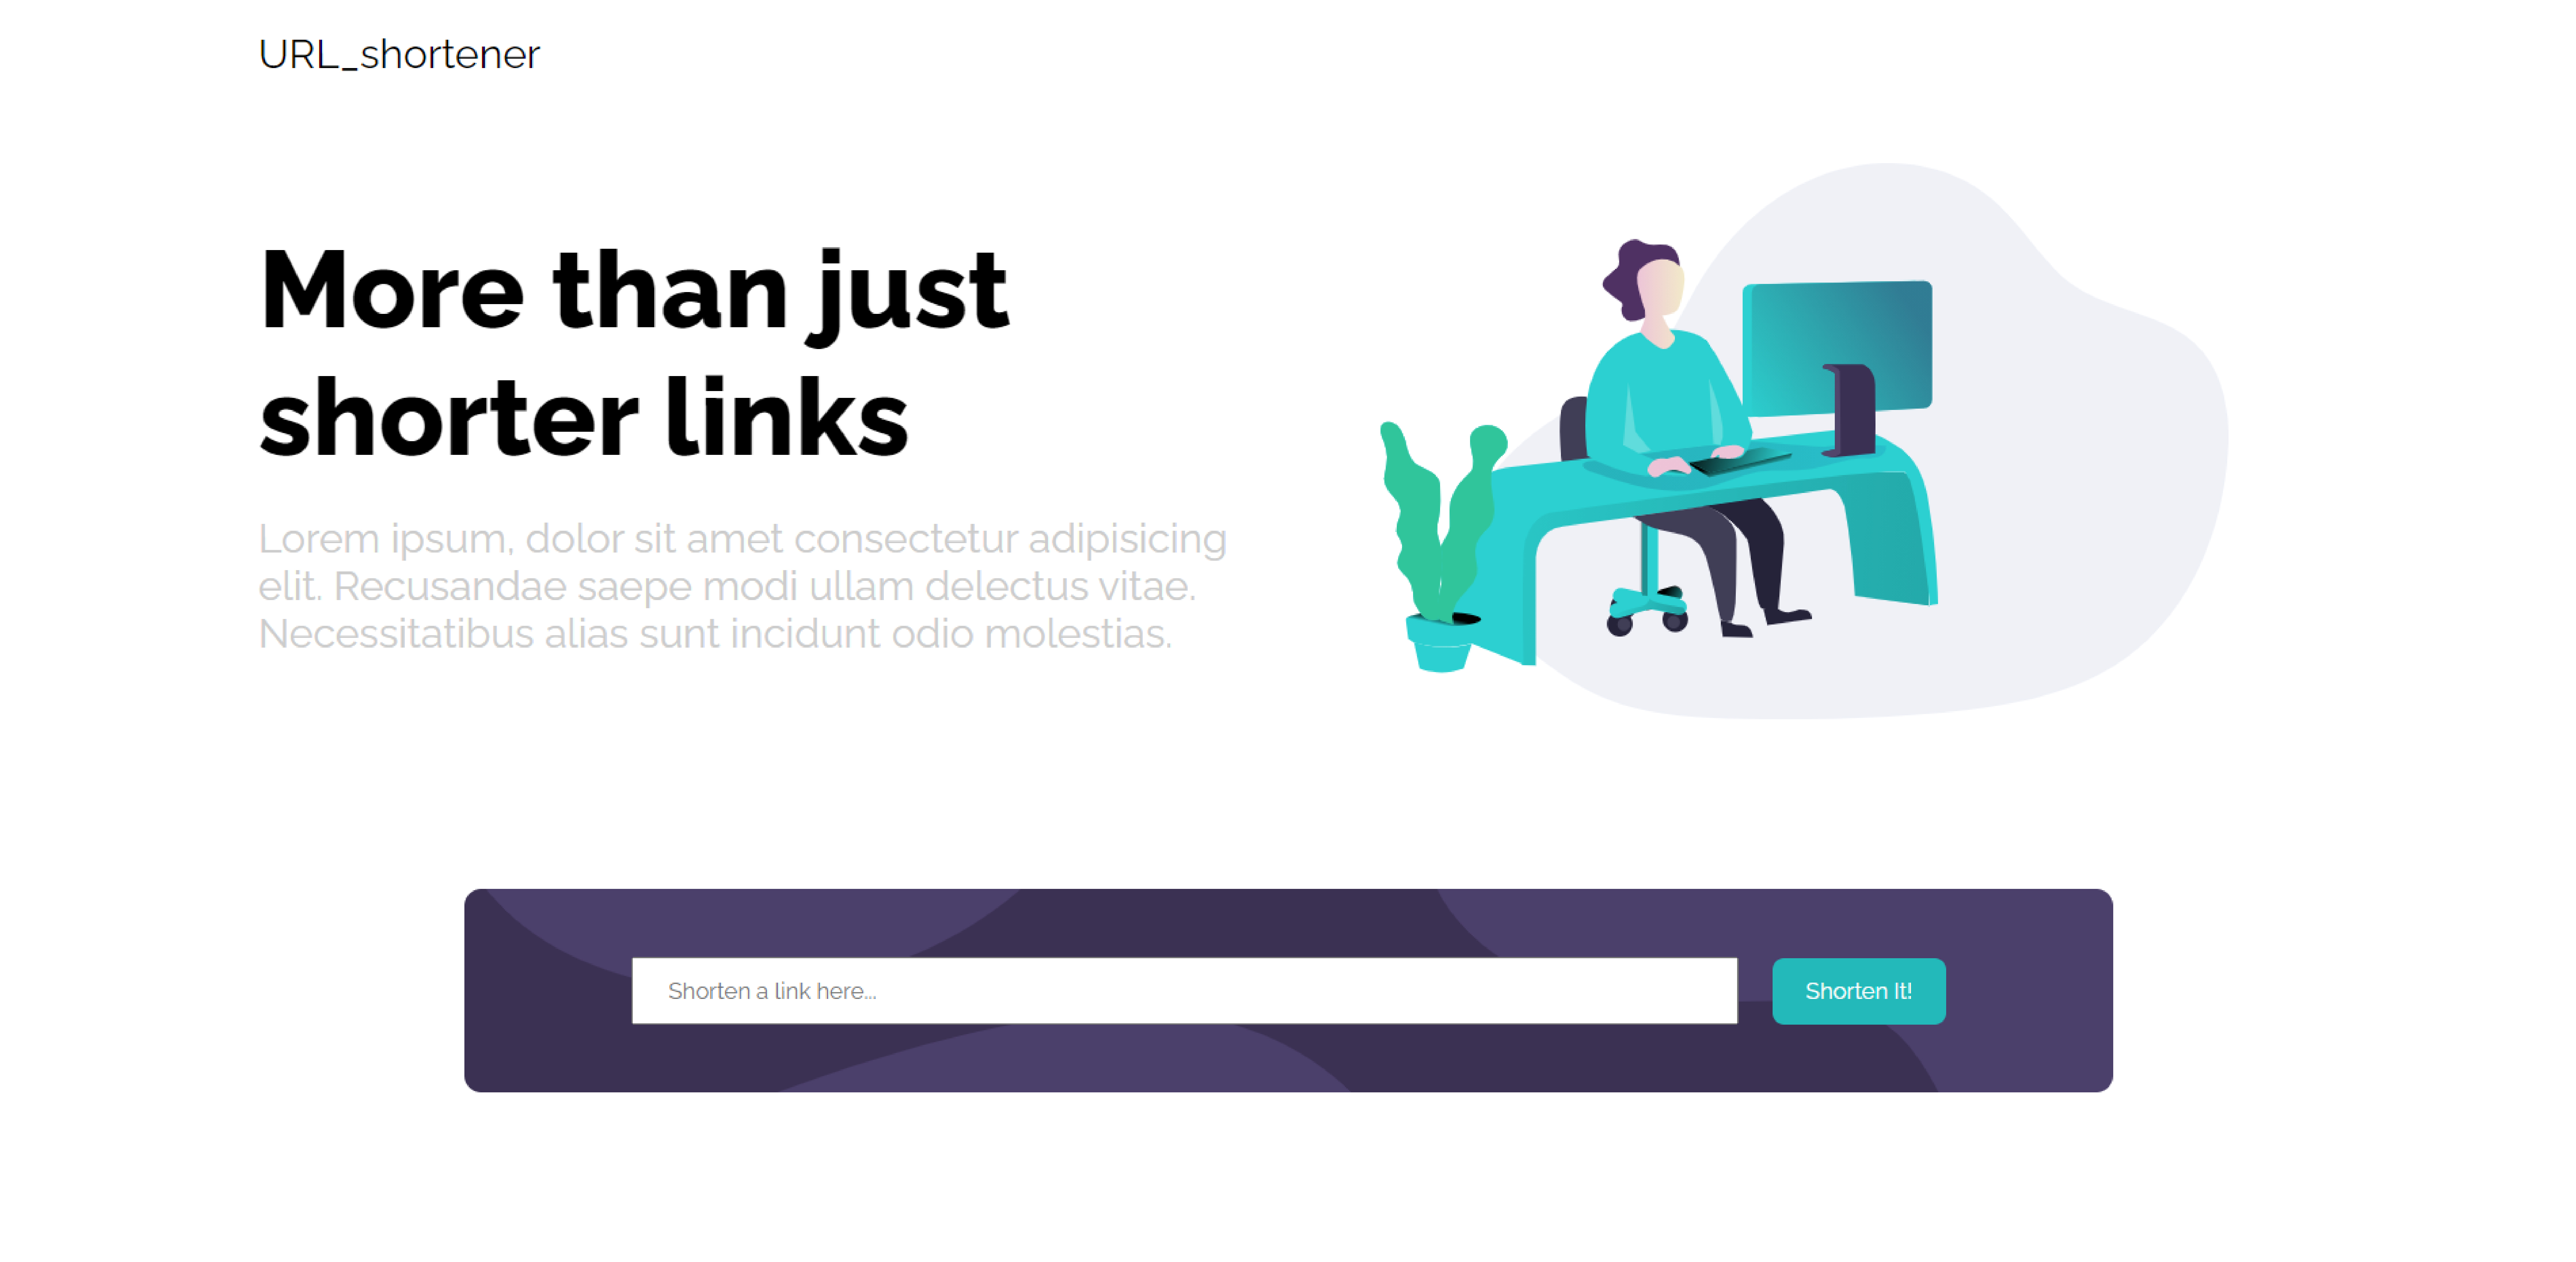 URL_shortener
More than just
shorter links
Lorem ipsum, dolor sit amet consectetur adipisicing
elit. Recusandae saepe modi ullam delectus vitae.
Necessitatibus alias sunt incidunt odio molestias.
Shorten a link here...
Shorten It!